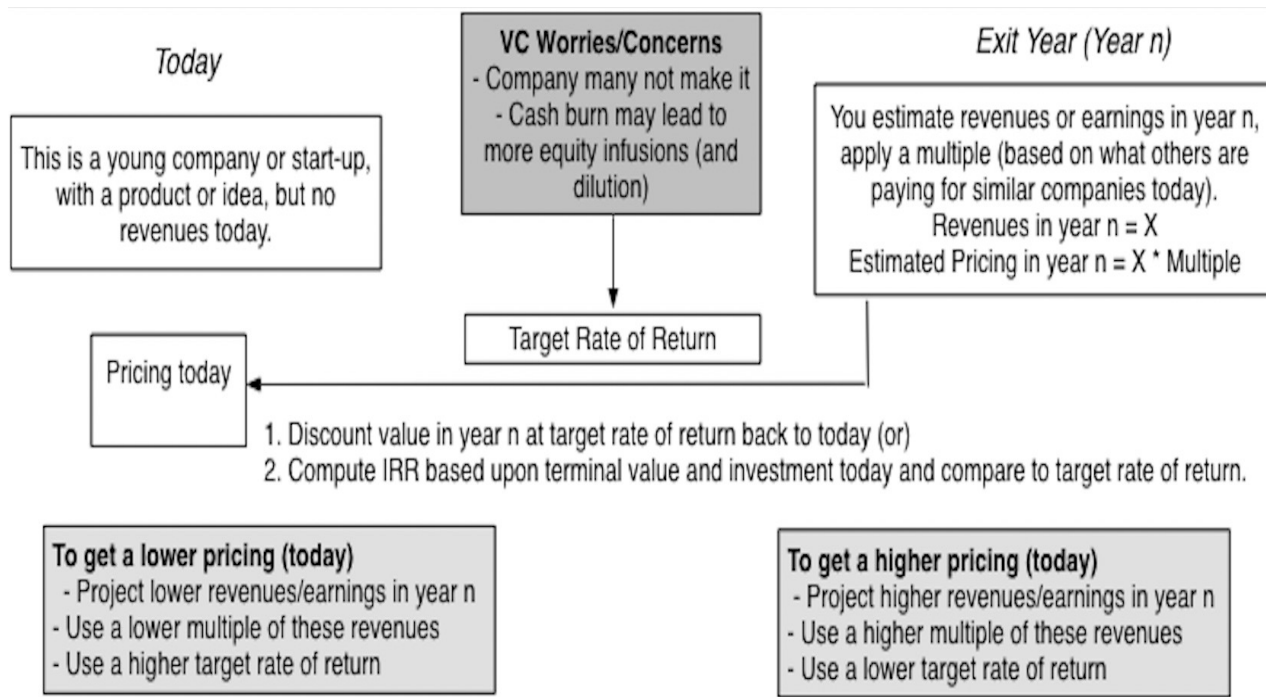 Today
This is a young company or start-up,
with a product or idea, but no
revenues today.
VC Worries/Concerns
- Company many not make it
- Cash burn may lead to
more equity infusions (and
dilution)
Exit Year (Year n)
You estimate revenues or earnings in year n,
apply a multiple (based on what others are
paying for similar companies today).
Revenues in year n = X
Estimated Pricing in year n = X * Multiple
Target Rate of Return
Pricing today
1. Discount value in year n at target rate of return back to today (or)
2. Compute IRR based upon terminal value and investment today and compare to target rate of return.
To get a lower pricing (today)
- Project lower revenues/earnings in year n
- Use a lower multiple of these revenues
- Use a higher target rate of return
To get a higher pricing (today)
- Project higher revenues/earnings in year n
- Use a higher multiple of these revenues
- Use a lower target rate of return